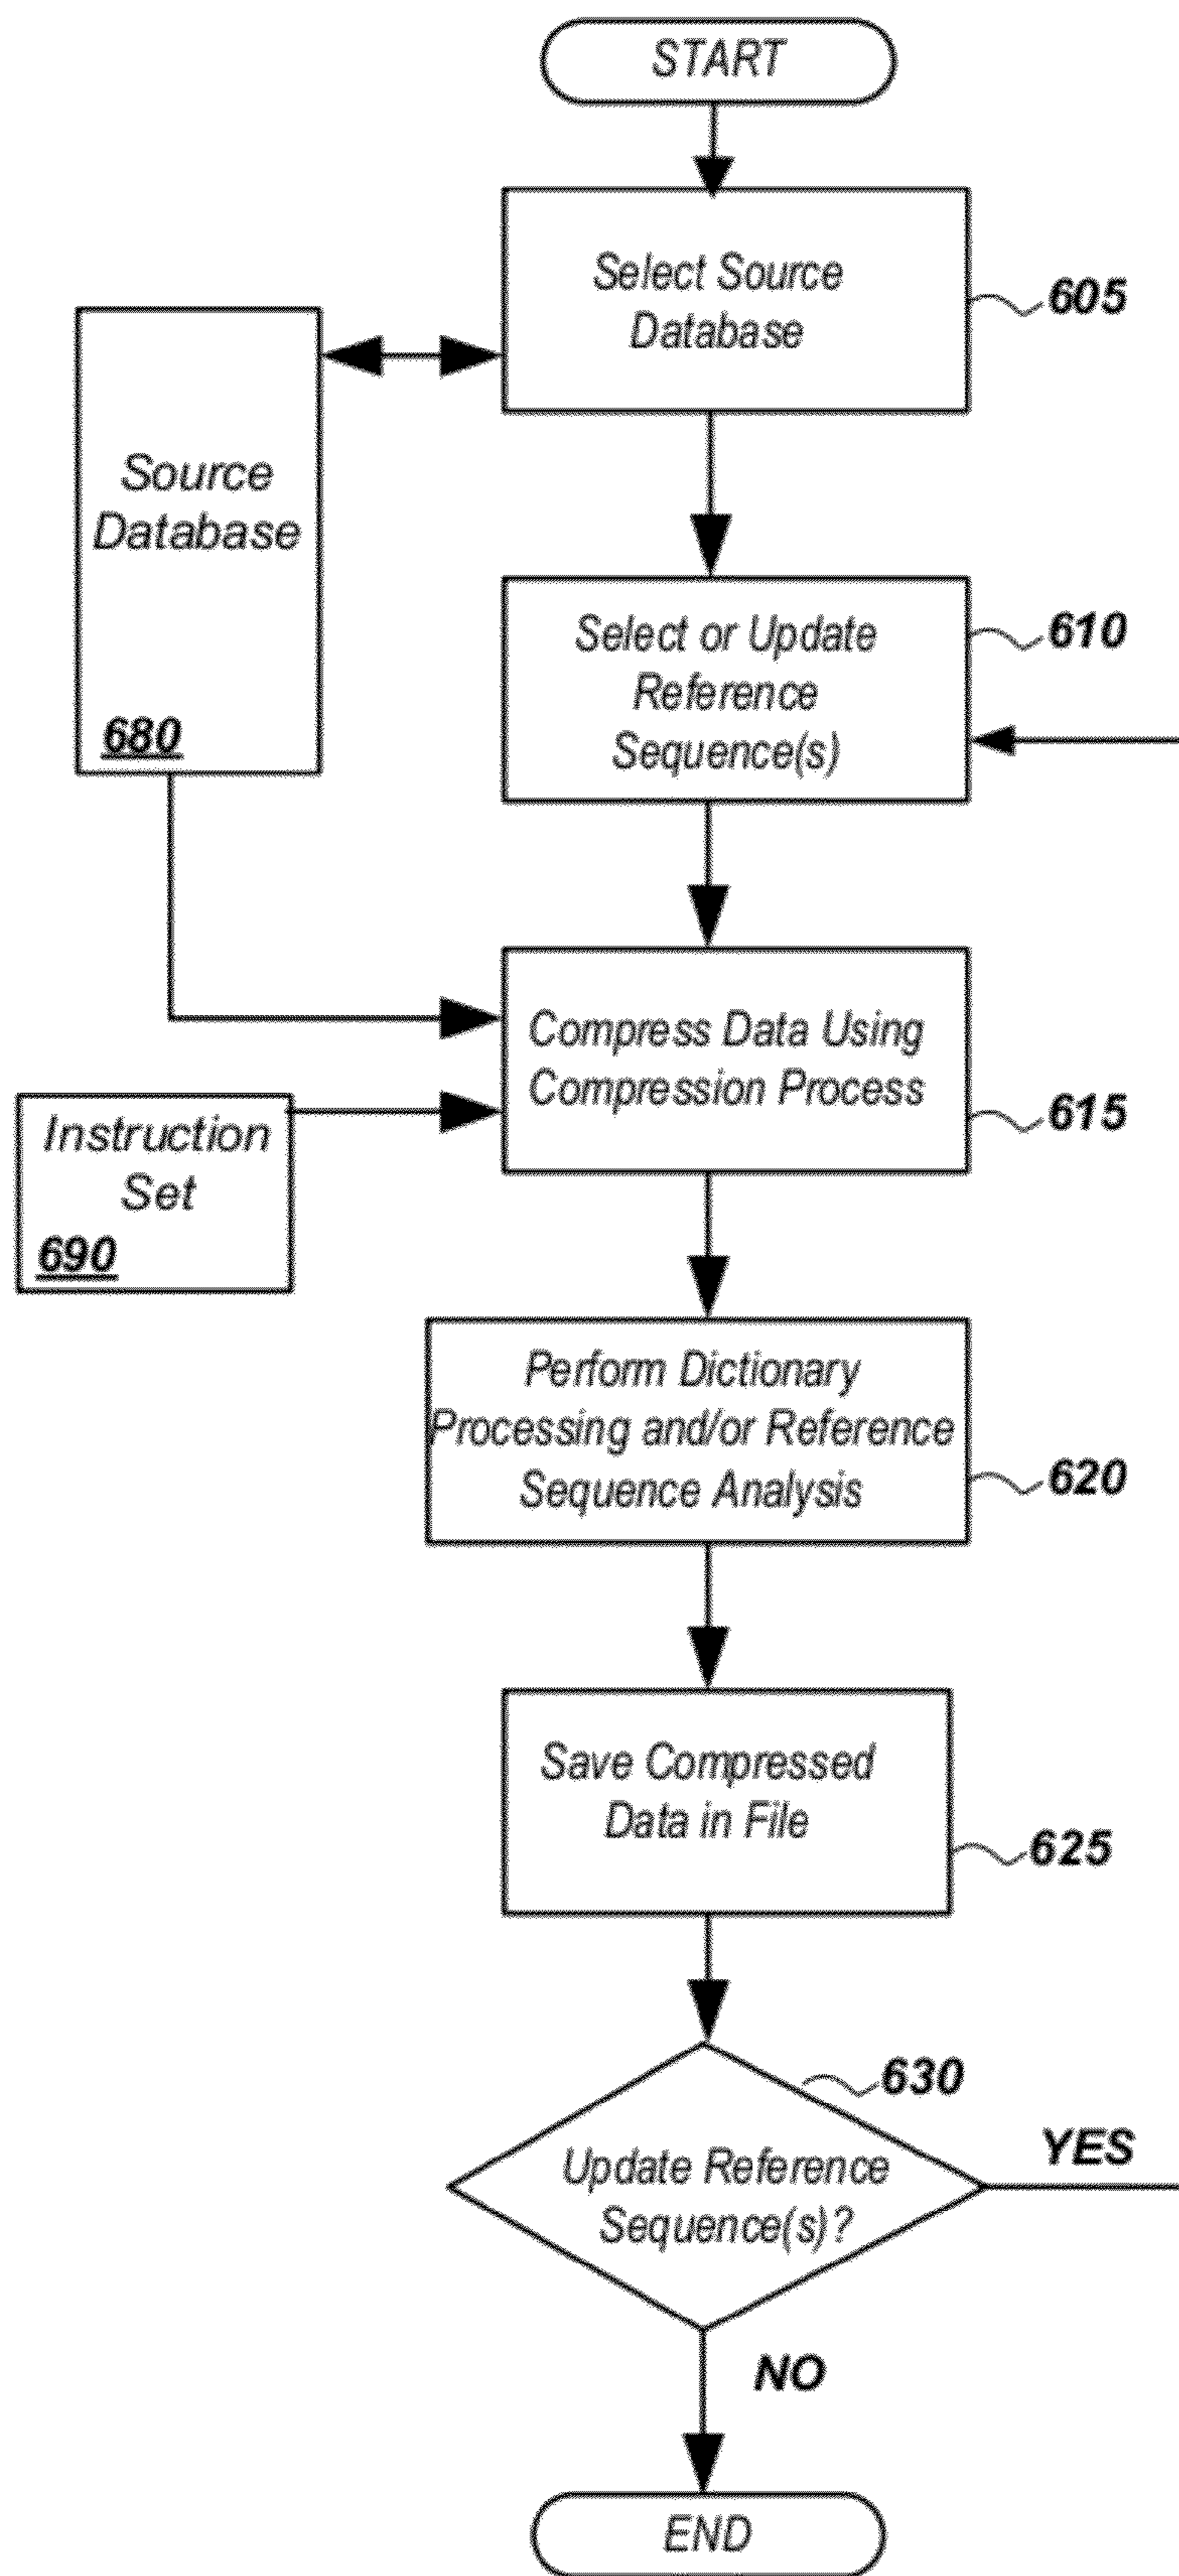 START
Select Source
Database
605
Source
Database
680
Select or Update
Reference
Sequence(s)
610
Compress Data Using
Compression Process
615
Instruction
Set
690
Perform Dictionary
Processing and/or Reference
Sequence Analysis
620
Save Compressed
Data in File
625
630
Update Reference
Sequence(s)?
YES
NO
END